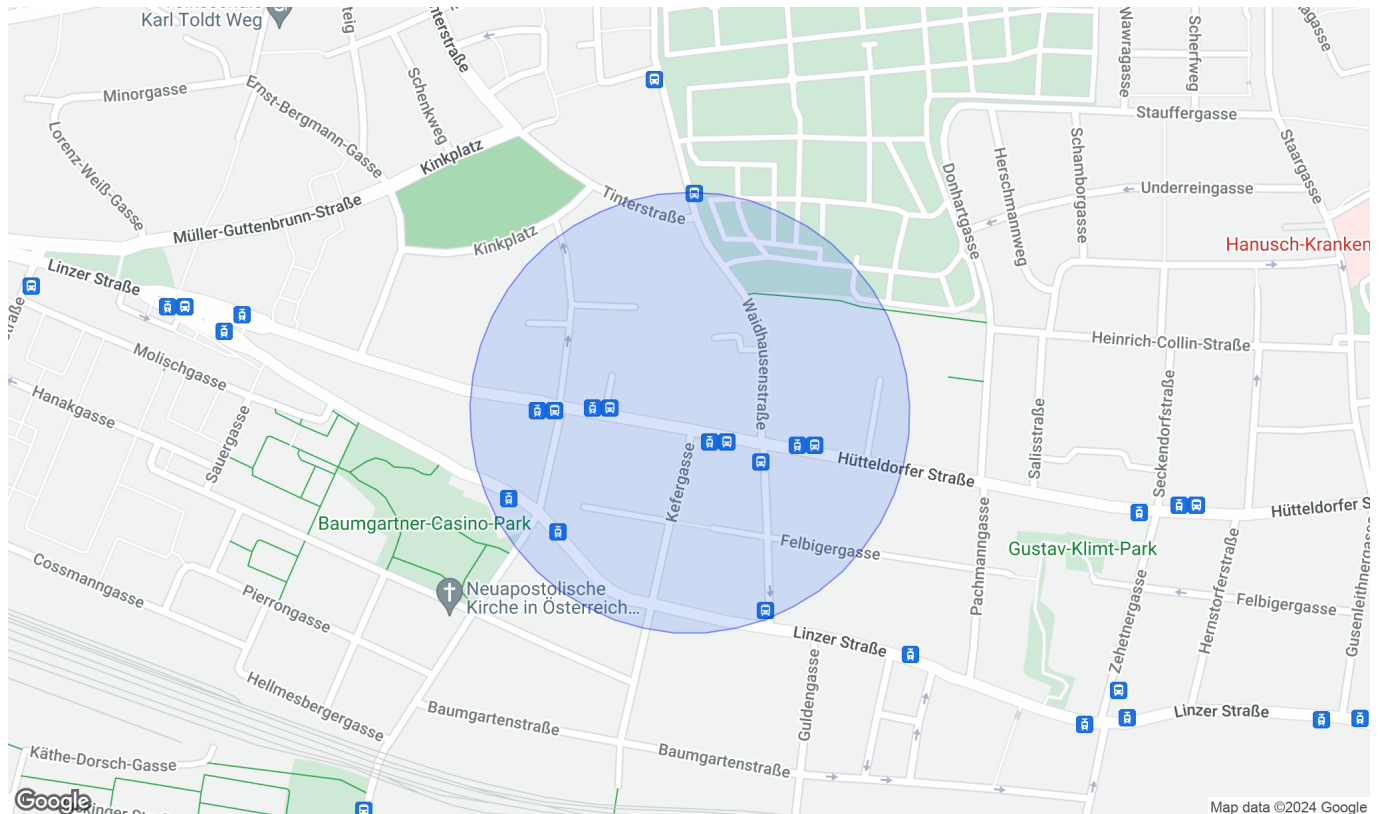 Karl Toldt Weg
Minorgasse
Ernst-Bergmann-Gasse
Schenkweg
Lorenz-Weiß-Gasse
Kinkplatz
Müller-Guttenbrunn-Straße
Kinkplatz
Tinterstraße
Linzer Straße
Wawragasse
Scherfweg
Stauffergasse
Staargasse
Herschmannweg
Schamborgasse
Donhartgasse
Underreingasse
Hanusch-Kranken
Waidhausenstraße
Heinrich-Collin-Straße
Molischgasse
Hanakgasse
Sauergasse
Salisstraße
Seckendorfstraße
Kefergasse
Hütteldorfer Straße
Hütteldorfer S
Baumgartner-Casino-Park
Felbigergasse
Pachmanngasse
Gustav-Klimt-Park
Cossmanngasse
Pierrongasse
Neuapostolische
Kirche in Österreich...
Zehetnergasse
Hernstorferstraße
Felbigergasse
Gusenleithnergasse
Linzer Straße
Guldengasse
Hellmesbergergasse
Baumgartenstraße
Baumgartenstraße
Linzer Straße
Käthe-Dorsch-Gasse
Google
Map data ©2024 Google